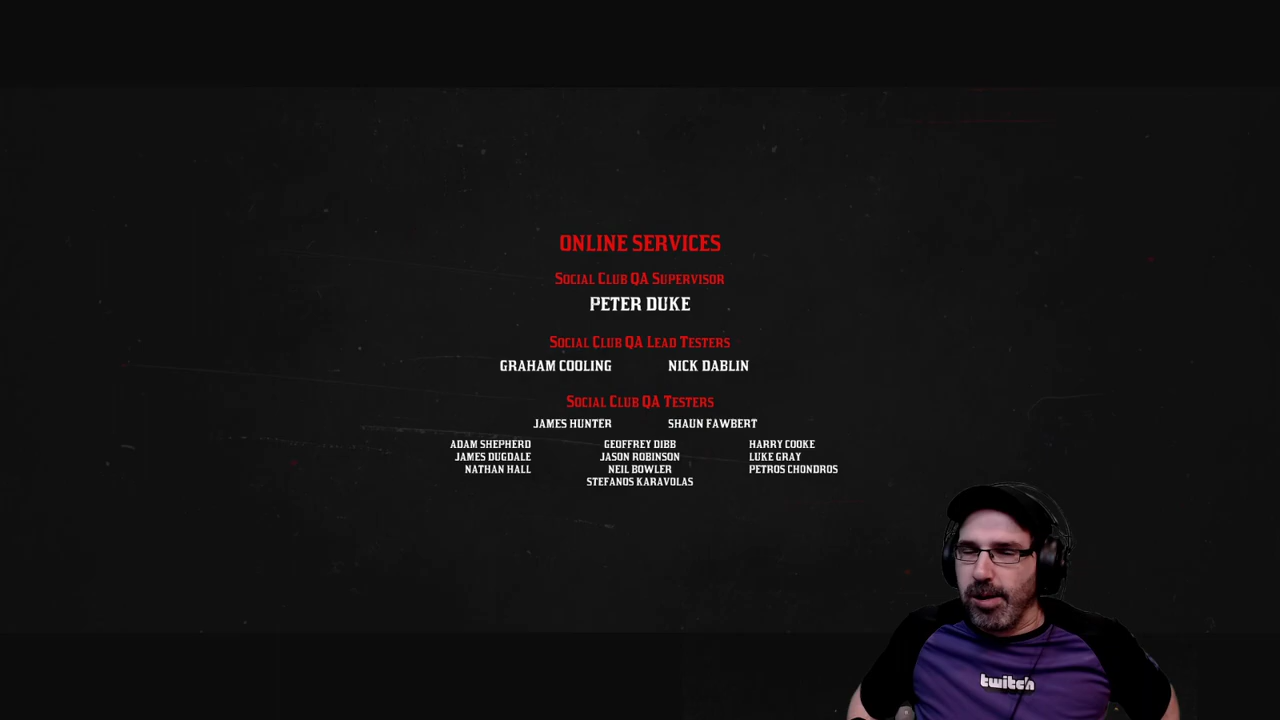 ONLINE SERVICES
SOCIAL CLUB QA SUPERVISOR
PETER DUKE
SOCIAL CLUB QA LEAD TESTERS
GRAHAM COOLING NICK DABLIN
SOCIAL CLUB QA TESTERS
JAMES HUNTER SHAUN FAWBERT
ADAM SHEPHERD GEOFFREY DIBB HARRY COOKE
JAMES DUGDALE JASON ROBINSON LUKE GRAY
NATHAN HALL NEIL BOWLER PETROS CHONDROS
STEFANOS KARAVOLAS
twitch